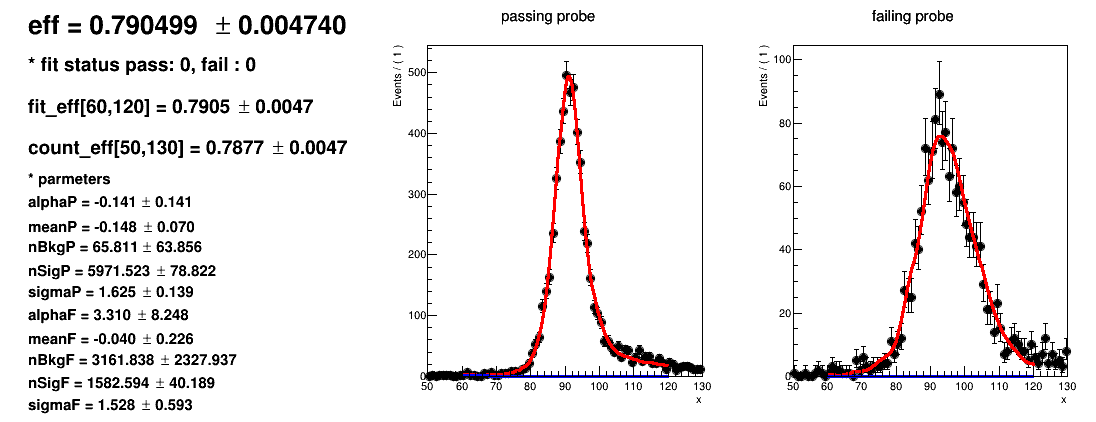 eff = 0.790499 ± 0.004740
* fit status pass: 0, fail : 0
fit_eff[60,120] = 0.7905 ± 0.0047
count_eff[50,130] = 0.7877 ± 0.0047
* parmeters
alphaP = -0.141 ± 0.141
meanP = -0.148 ± 0.070
nBkgP = 65.811 ± 63.856
nSigP = 5971.523 ± 78.822
sigmaP = 1.625 ± 0.139
alphaF = 3.310 ± 8.248
meanF = -0.040 ± 0.226
nBkgF = 3161.838 ± 2327.937
nSigF = 1582.594 ± 40.189
sigmaF = 1.528 ± 0.593
passing probe
Events / ( 1 )
500
400
300
200
100
0
50 60 70 80 90 100 110 120 130
x
failing probe
Events / ( 1 )
100
80
60
40
20
0
50 60 70 80 90 100 110 120 130
x